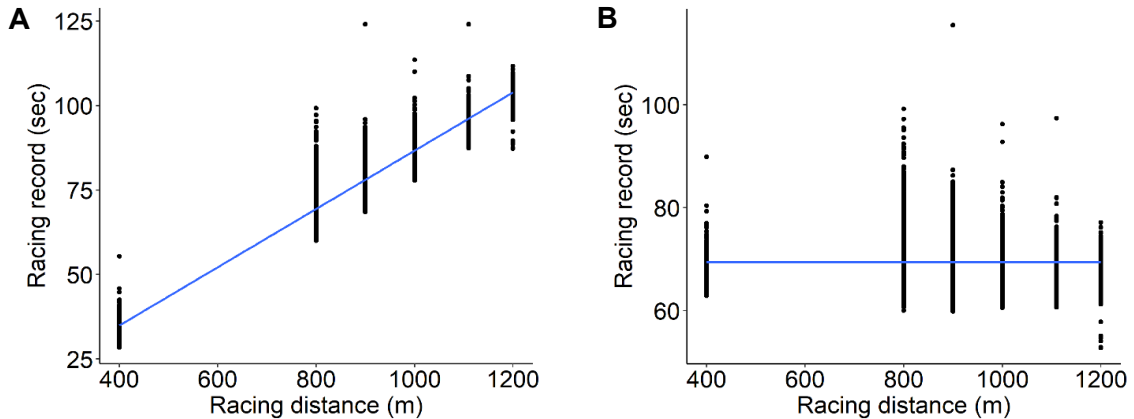 A
Racing record (sec)
125
100
75
50
25
400 600 800 1000 1200
Racing distance (m)
B
Racing record (sec)
100
80
60
400 600 800 1000 1200
Racing distance (m)